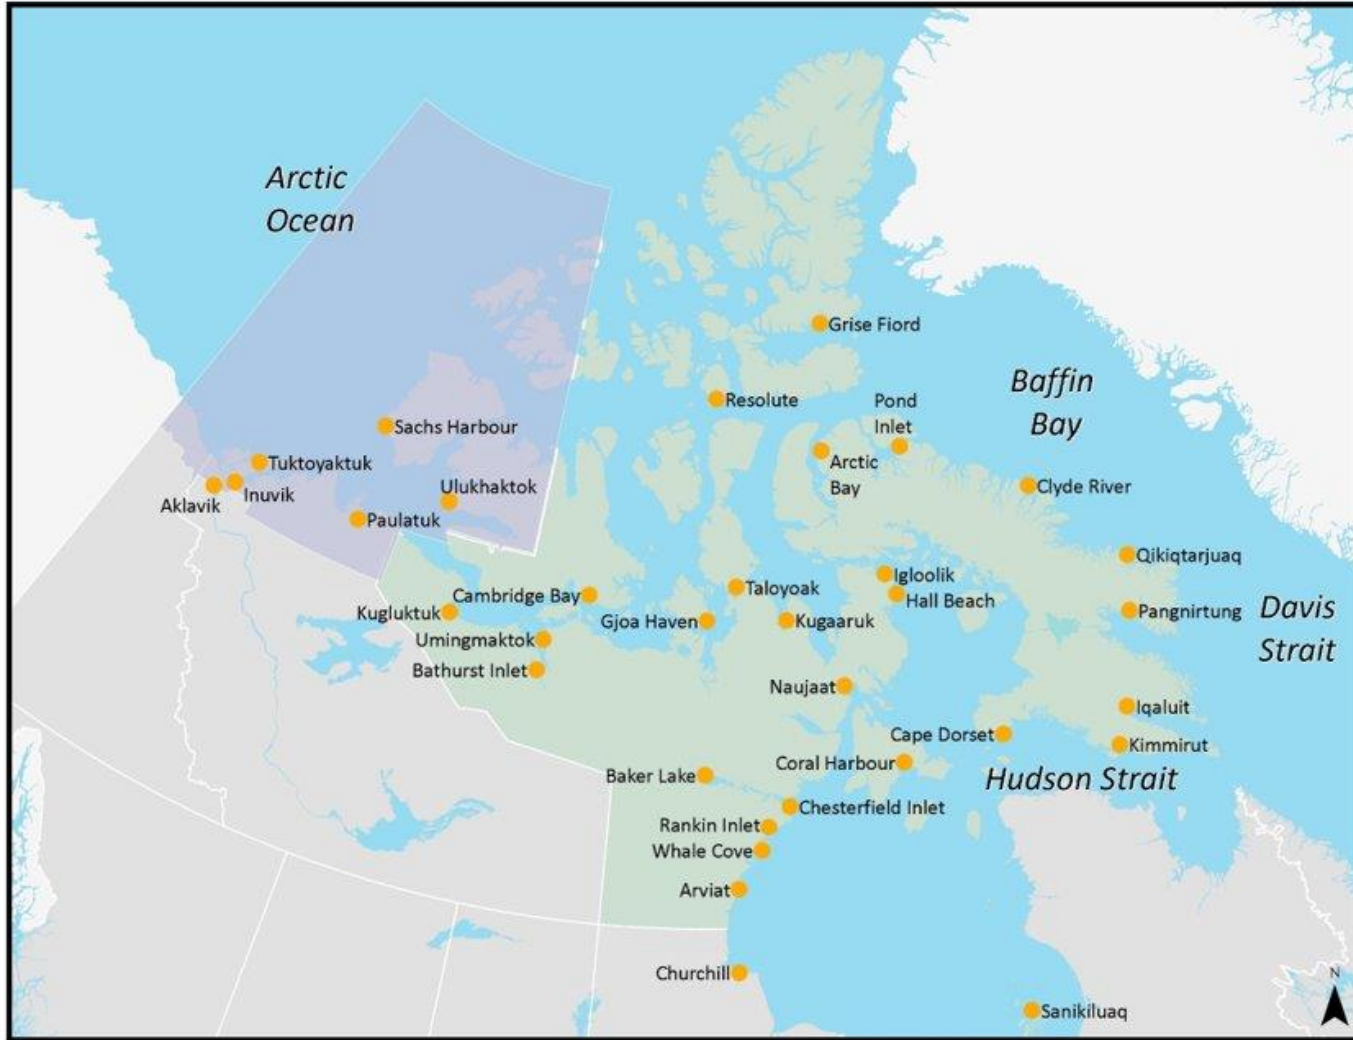 Arctic
Ocean
Grise Fiord
Baffin
Bay
Resolute
Pond
Inlet
Sachs Harbour
Arctic
Bay
Tuktoyaktuk
Clyde River
Ulukhaktok
Inuvik
Aklavik
Paulatuk
Qikiqtarjuaq
Igloolik
Taloyoak
Cambridge Bay
Hall Beach
Kugluktuk
Gjoa Haven
Kugaaruk
Pangnirtung
Davis
Strait
Umingmaktok
Bathurst Inlet
Naujaat
Iqaluit
Cape Dorset
Kimmirut
Coral Harbour
Baker Lake
Hudson Strait
Chesterfield Inlet
Rankin Inlet
Whale Cove
Arviat
Churchill
N
Sanikiluaq